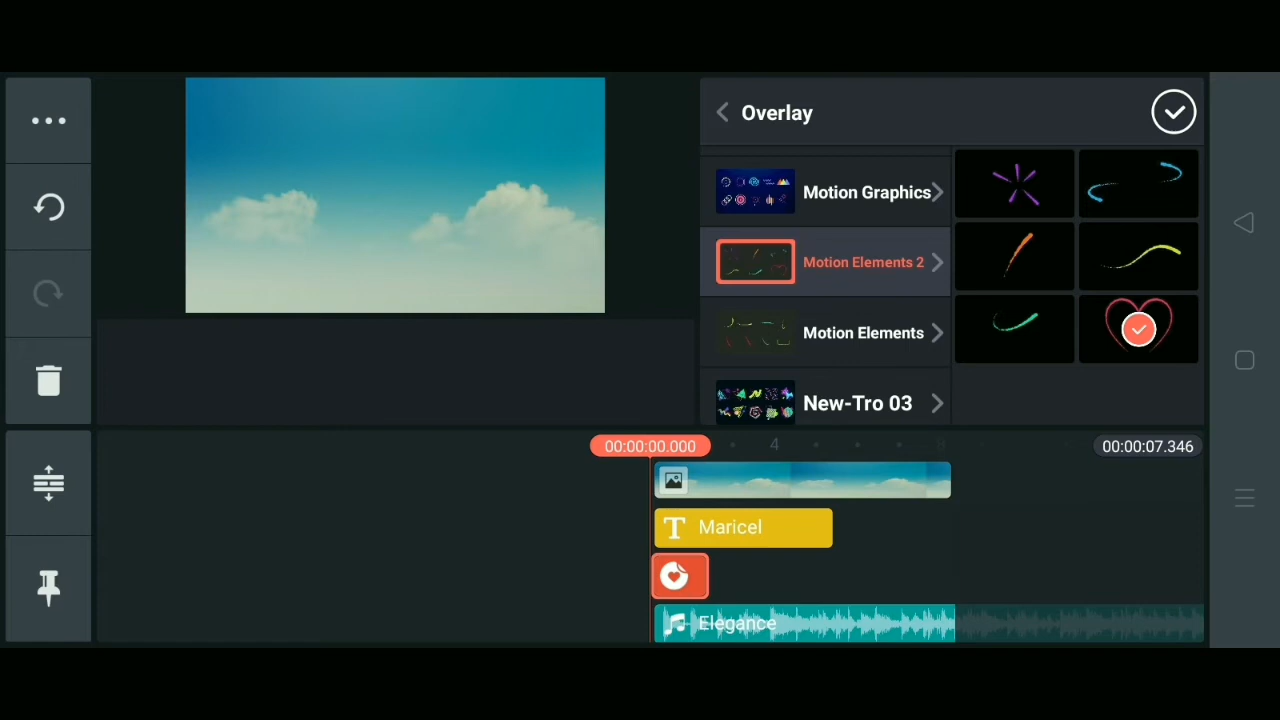 Overlay
Motion Graphics
Motion Elements 2
Motion Elements
New-Tro 03
00:00:00.000
4
00:00:07.346
Maricel
Elegance